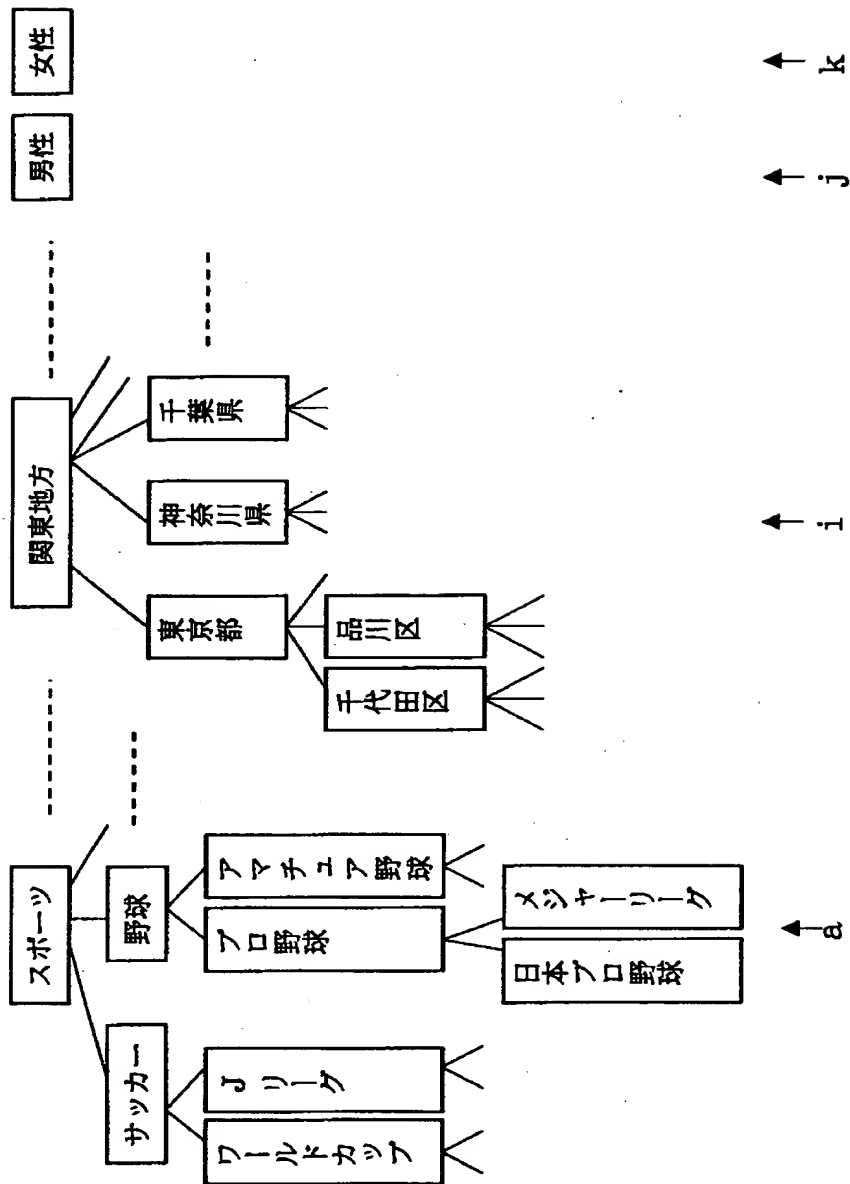 スポーツ
関東地方
男性
女性
サッカー
野球
東京都
神奈川県
千葉県
ワールドカップ
Jリーグ
プロ野球
アマチュア野球
千代田区
品川区
日本プロ野球
メジャーリーグ
a
i
j
k